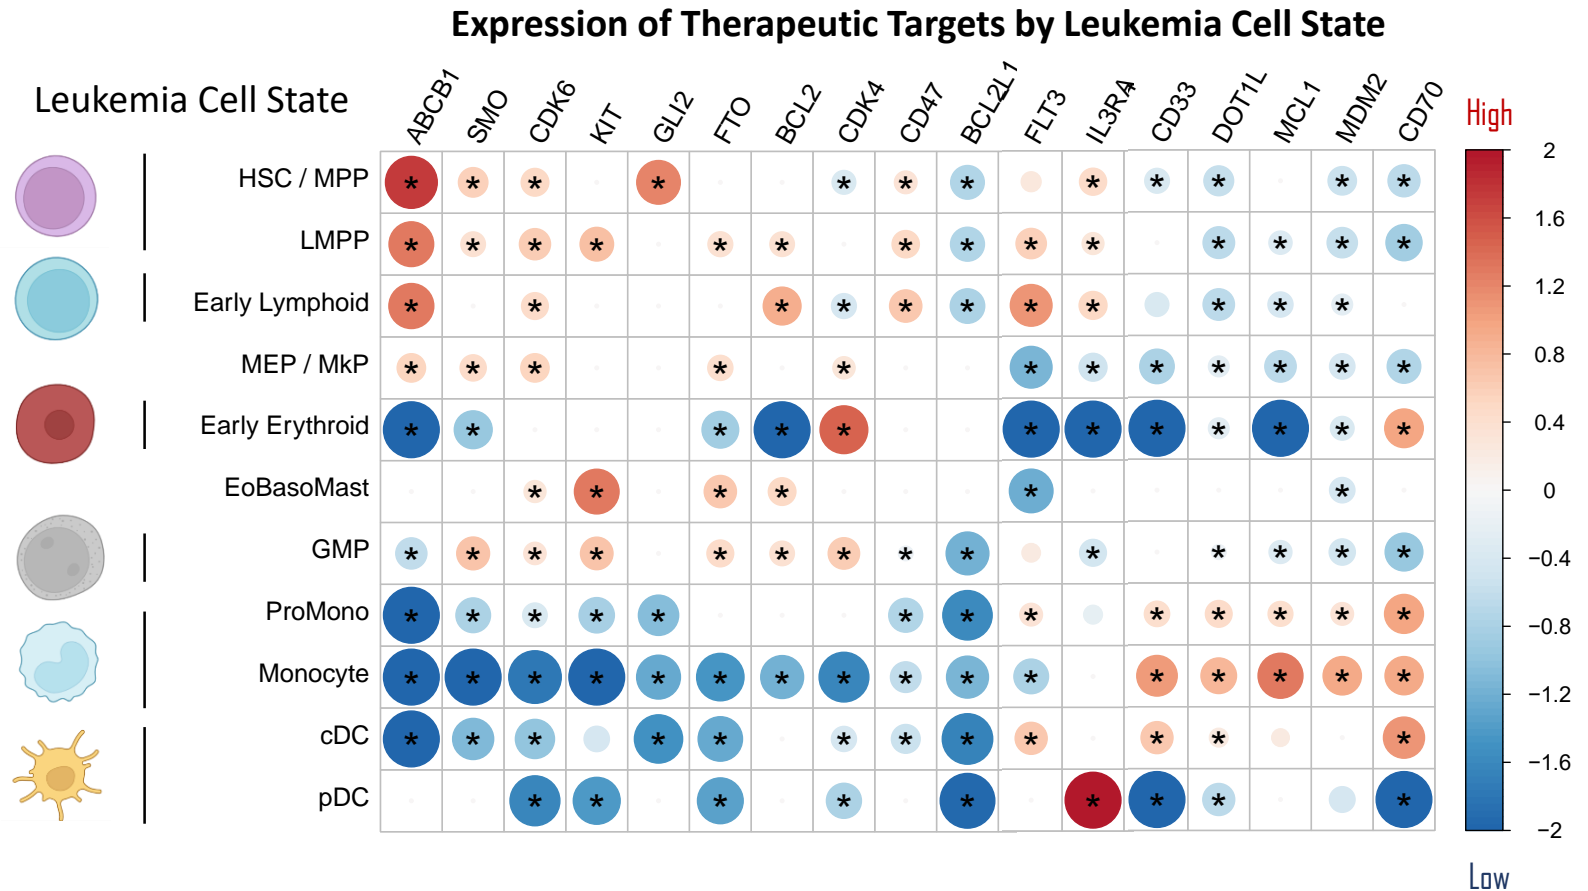 Expression of Therapeutic Targets by Leukemia Cell State
Leukemia Cell State
ABCB1
SMO
CDK6
KIT
GLI2
FTO
BCL2
CDK4
CD47
BCL2L1
FLT3
IL3RA
CD33
DOT1L
MCL1
MDM2
CD70
High
HSC / MPP
LMPP
Early Lymphoid
MEP / MkP
Early Erythroid
EoBasoMast
GMP
ProMono
Monocyte
cDC
pDC
2
1.6
1.2
0.8
0.4
0
−0.4
−0.8
−1.2
−1.6
−2
Low